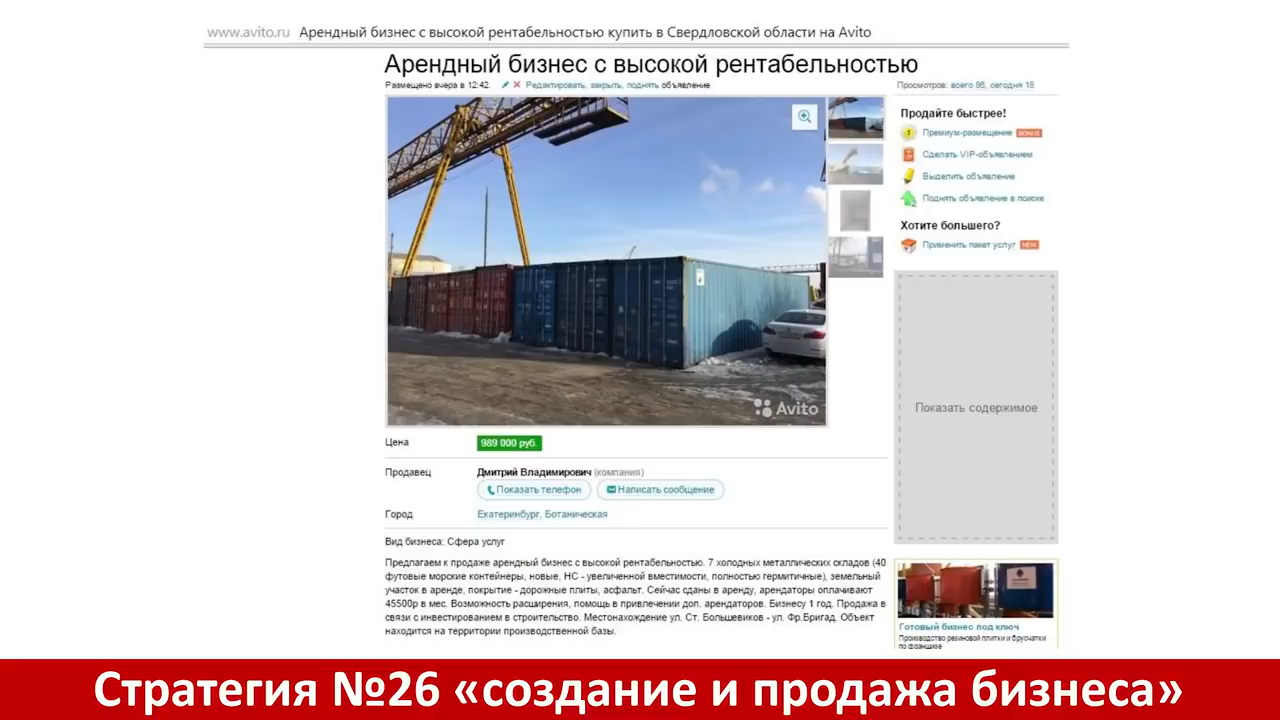 www.avito.ru Арендный бизнес с высокой рентабельностью купить в Свердловской области на Avito
Арендный бизнес с высокой рентабельностью
Размещено вчера в 12:42. Редактировать, закрыть, поднять объявление
Просмотров: всего 86, сегодня 18
Продайте быстрее!
Премиум-размещение BONUS
Сделать VIP-объявлением
Выделить объявление
Поднять объявление в поиске
Хотите большего?
Применить пакет услуг NEW
Avito
Показать содержимое
Цена 989 000 руб.
Продавец Дмитрий Владимирович (компания)
Показать телефон Написать сообщение
Город Екатеринбург, Ботаническая
Вид бизнеса: Сфера услуг
Предлагаем к продаже арендный бизнес с высокой рентабельностью. 7 холодных металлических складов (40
футовые морские контейнеры, новые, HC - увеличенной вместимости, полностью гермитичные), земельный
участок в аренде, покрытие - дорожные плиты, асфальт. Сейчас сданы в аренду, арендаторы оплачивают
45500р в мес. Возможность расширения, помощь в привлечении доп. арендаторов. Бизнесу 1 год. Продажа в
связи с инвестированием в строительство. Местонахождение ул. Ст. Большевиков - ул. Фр.Бригад. Объект
находится на территории производственной базы.
Готовый бизнес под ключ
Производство резиновой плитки и брусчатки
по франшизе
Стратегия №26 «создание и продажа бизнеса»